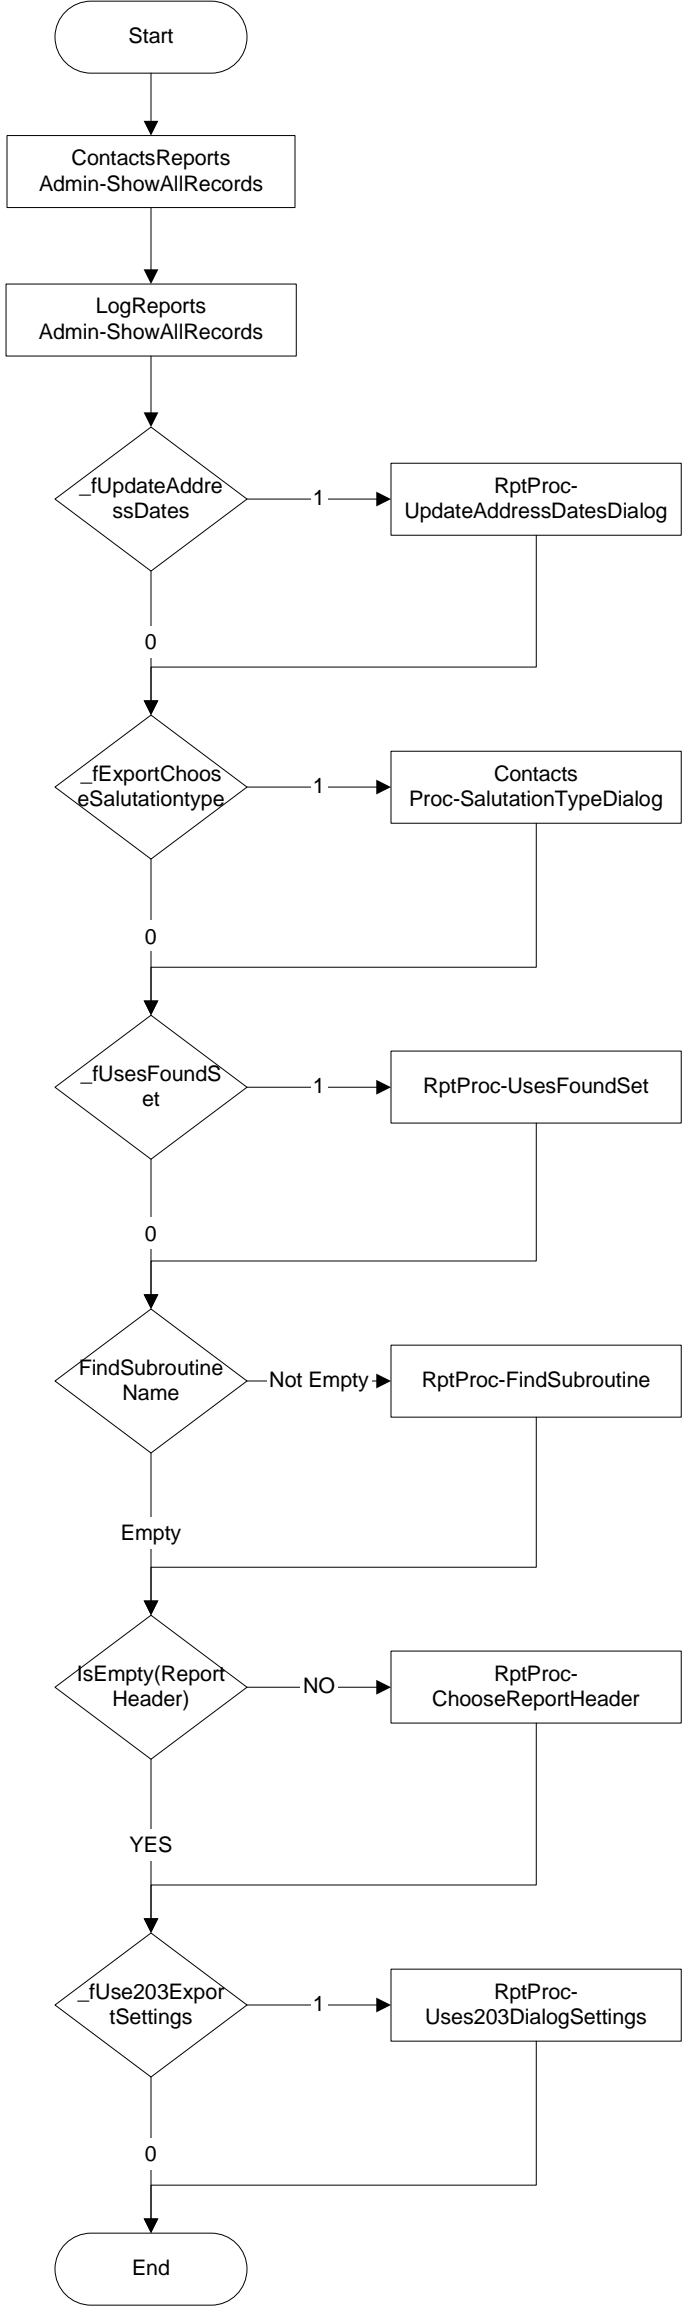 Start
ContactsReports
Admin-ShowAllRecords
LogReports
Admin-ShowAllRecords
_fUpdateAddre
ssDates
1
RptProc-
UpdateAddressDatesDialog
0
_fExportChoos
eSalutationtype
1
Contacts
Proc-SalutationTypeDialog
0
_fUsesFoundS
et
1
RptProc-UsesFoundSet
0
FindSubroutine
Name
Not Empty
RptProc-FindSubroutine
Empty
IsEmpty(Report
Header)
NO
RptProc-
ChooseReportHeader
YES
_fUse203Expor
tSettings
1
RptProc-
Uses203DialogSettings
0
End